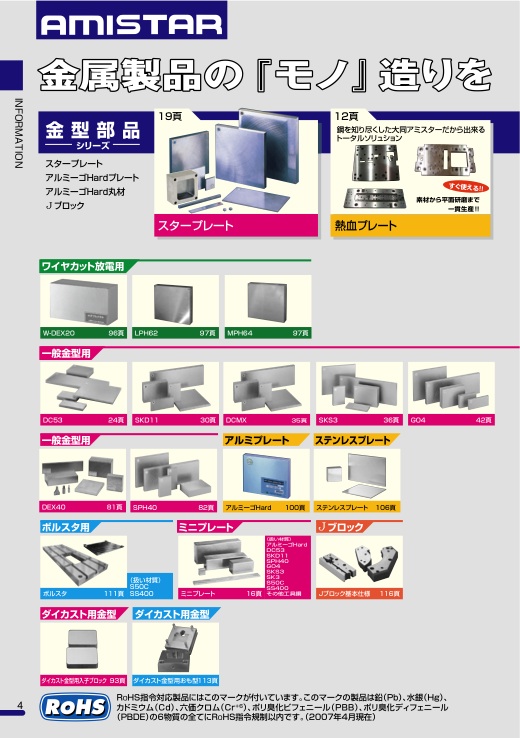 AMISTAR
金属製品の『モノ』造りを
INFORMATION
金型部品
シリーズ
スタープレート
アルミーゴHardプレート
アルミーゴHard丸材
Jブロック
19頁
スタープレート
12頁
鋼を知り尽くした大同アミスターだから出来る
トータルソリュション
すぐ使える!!
素材から平面研磨まで
一貫生産!!
熱血プレート
ワイヤカット放電用
W-DEX20 96頁
LPH62 97頁
MPH64 97頁
一般金型用
DC53 24頁
SKD11 30頁
DCMX 35頁
SKS3 36頁
GO4 42頁
一般金型用
DEX40 81頁
SPH40 82頁
アルミプレート
アルミーゴHard 100頁
ステンレスプレート
ステンレスプレート 106頁
ボルスタ用
ボルスタ 111頁
(扱い材質)
S50C
SS400
ミニプレート
ミニプレート 16頁
(扱い材質)
アルミーゴHard
DC53
SKD11
SPH40
GO4
SKS3
SK3
S50C
SS400
その他工具鋼
Jブロック
Jブロック基本仕様 116頁
ダイカスト用金型
ダイカスト金型用入子ブロック 93頁
ダイカスト用金型
ダイカスト金型用おも型 113頁
4
RoHS
RoHS指令対応製品にはこのマークが付いています。このマークの製品は鉛(Pb)、水銀(Hg)、
カドミウム(Cd)、六価クロム(Cr⁺⁶)、ポリ臭化ビフェニール(PBB)、ポリ臭化ディフェニール
(PBDE)の6物質の全てにRoHS指令規制以内です。(2007年4月現在)